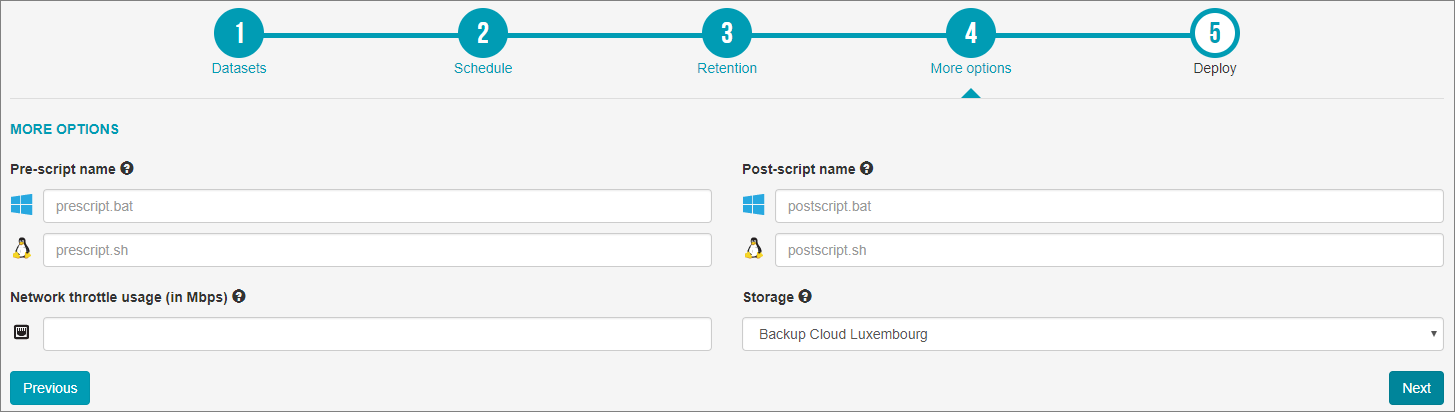 1 2 3 4 5
Datasets Schedule Retention More options Deploy
MORE OPTIONS
Pre-script name ? Post-script name ?
prescript.bat postscript.bat
prescript.sh postscript.sh
Network throttle usage (in Mbps) ? Storage ?
Backup Cloud Luxembourg
Previous Next